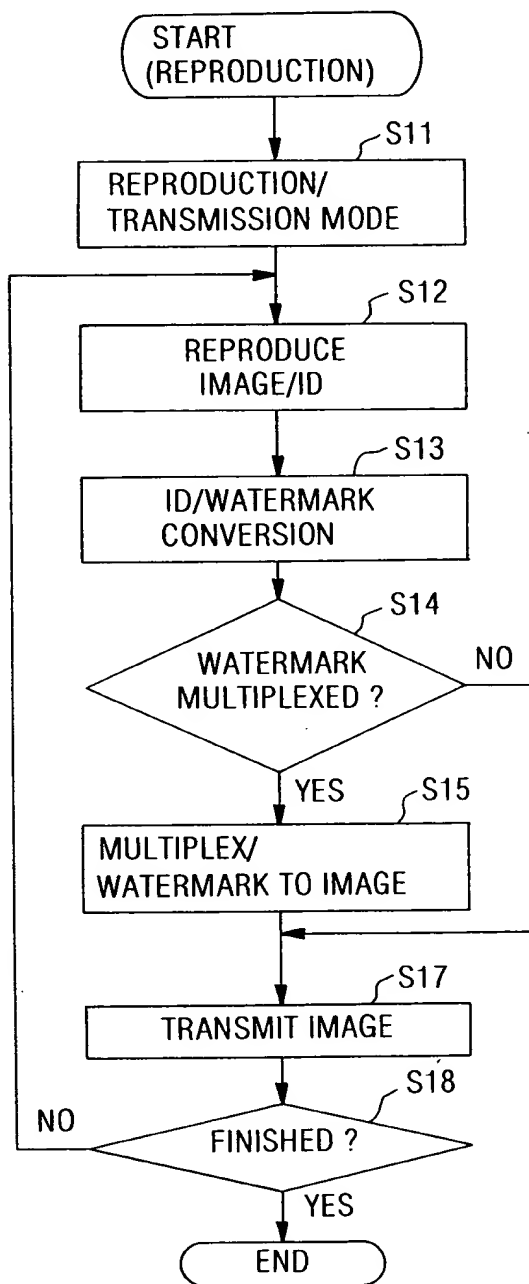 START
(REPRODUCTION)
S11
REPRODUCTION/
TRANSMISSION MODE
S12
REPRODUCE
IMAGE/ID
S13
ID/WATERMARK
CONVERSION
S14
WATERMARK
MULTIPLEXED ?
NO
YES
S15
MULTIPLEX/
WATERMARK TO IMAGE
S17
TRANSMIT IMAGE
S18
NO
FINISHED ?
YES
END